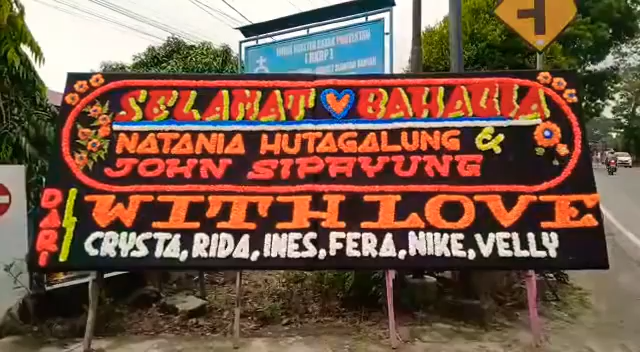 SELAMAT BAHAGIA
NATANIA HUTAGALUNG &
JOHN SIPAYUNG
DARI
WITH LOVE
CRYSTA, RIDA, INES, FERA, NIKE, VELLY